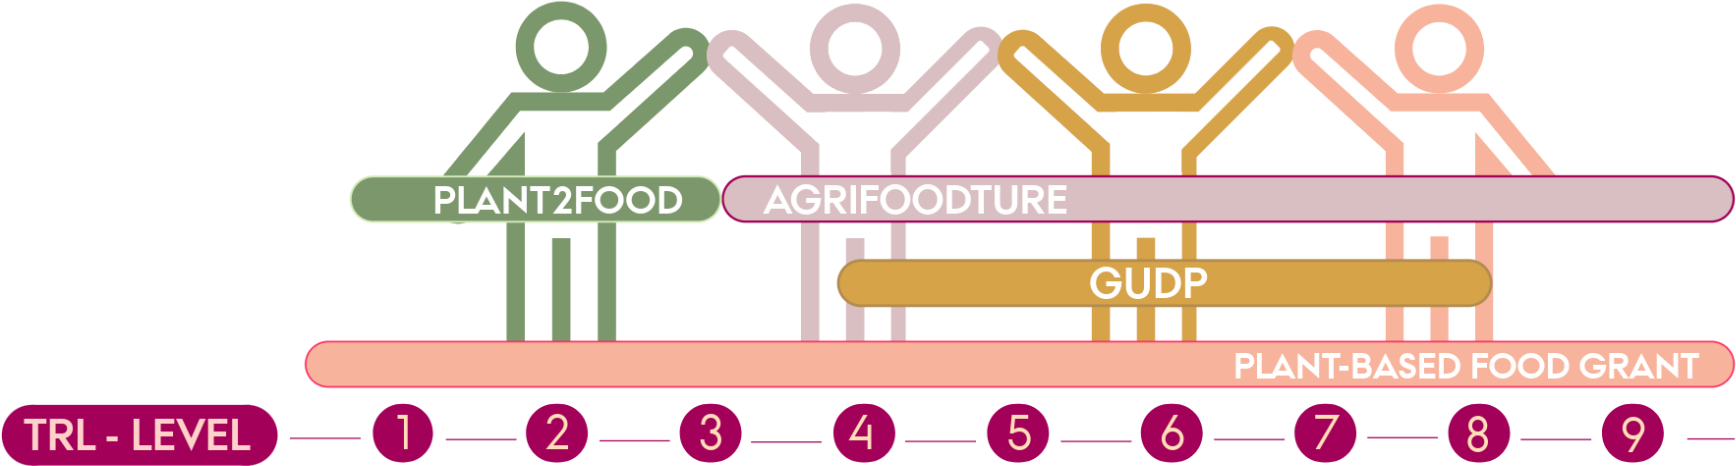 PLANT2FOOD
AGRIFOODTURE
GUDP
PLANT-BASED FOOD GRANT
TRL - LEVEL 1 2 3 4 5 6 7 8 9